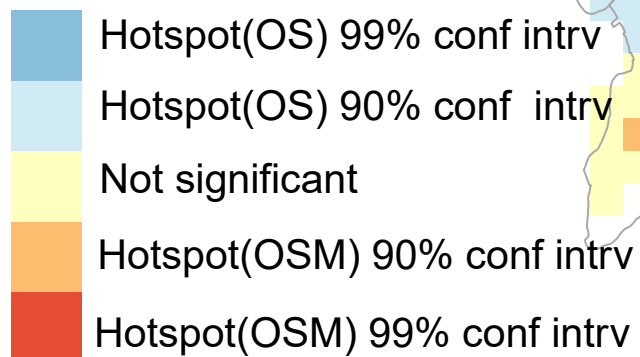 Hotspot(OS) 99% conf intrv
Hotspot(OS) 90% conf  intrv
Not significant
Hotspot(OSM) 90% conf intrv
Hotspot(OSM) 99% conf intrv